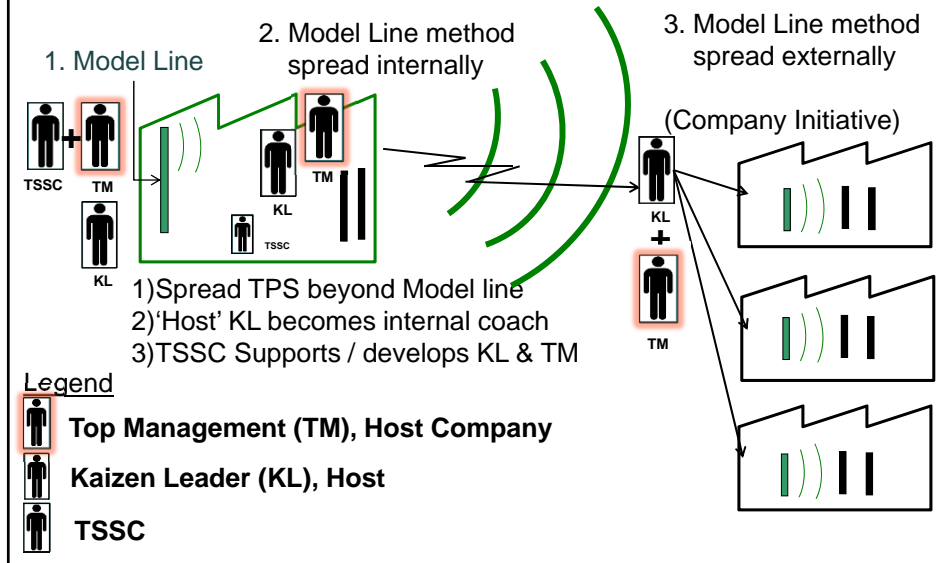 1. Model Line
2. Model Line method
spread internally
3. Model Line method
spread externally
(Company Initiative)
+
TSSC
TM
KL
TM
KL
TSSC
KL
+
TM
1)Spread TPS beyond Model line
2)‘Host’ KL becomes internal coach
3)TSSC Supports / develops KL & TM
Legend
Top Management (TM), Host Company
Kaizen Leader (KL), Host
TSSC